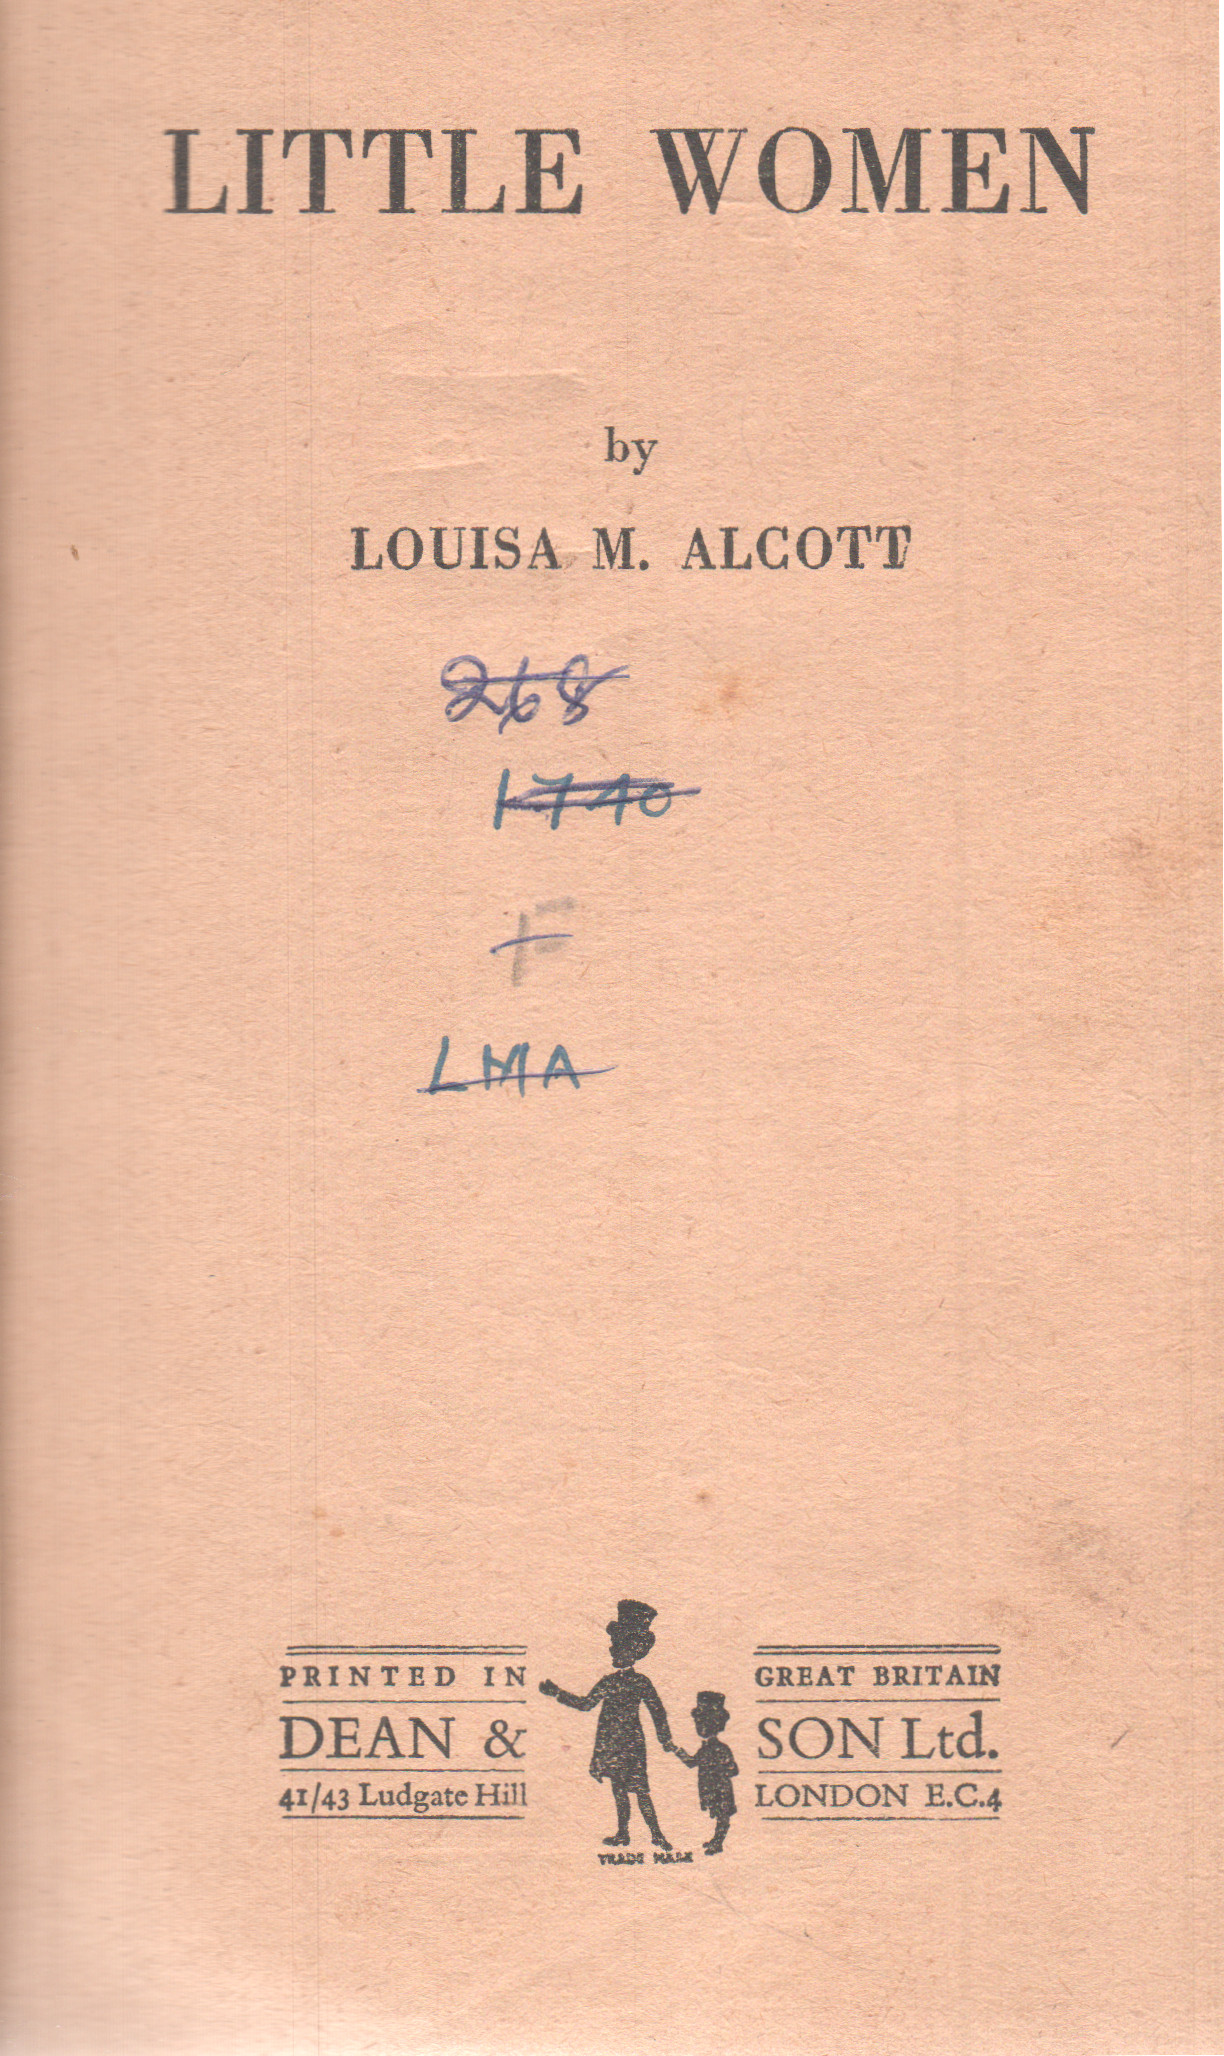 LITTLE WOMEN
by
LOUISA M. ALCOTT
268
1740
F
LMA
PRINTED IN GREAT BRITAIN
DEAN & SON Ltd.
41/43 Ludgate Hill LONDON E.C.4
TRADE MARK